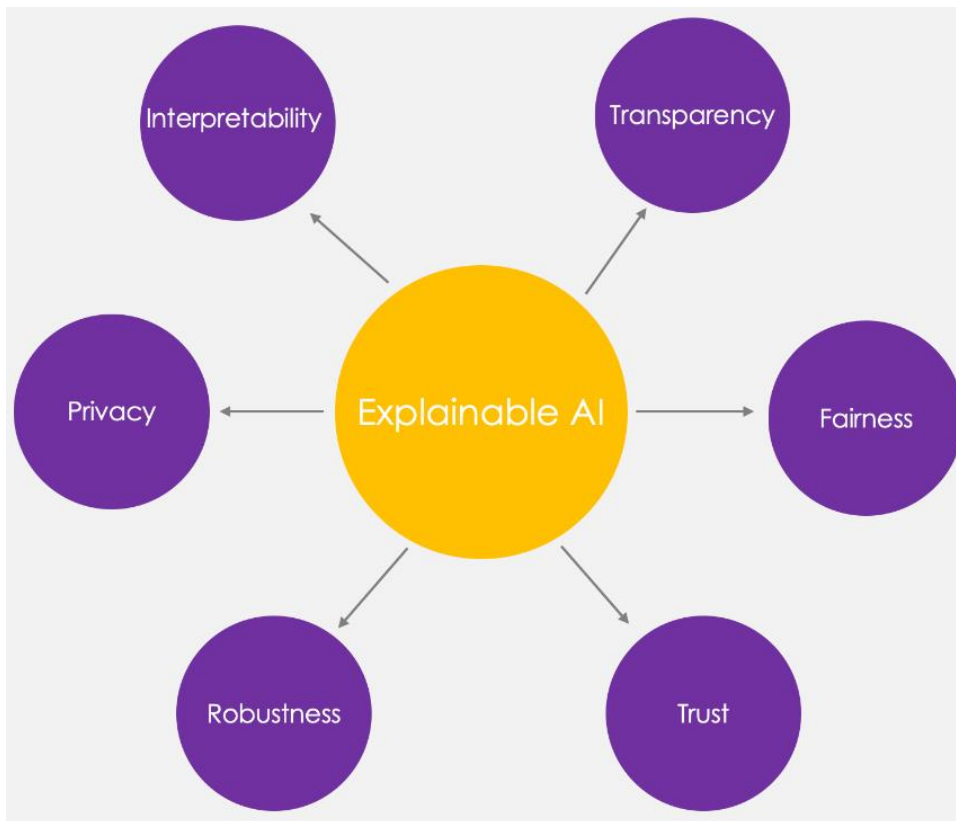 Interpretability
Transparency
Privacy
Explainable AI
Fairness
Robustness
Trust